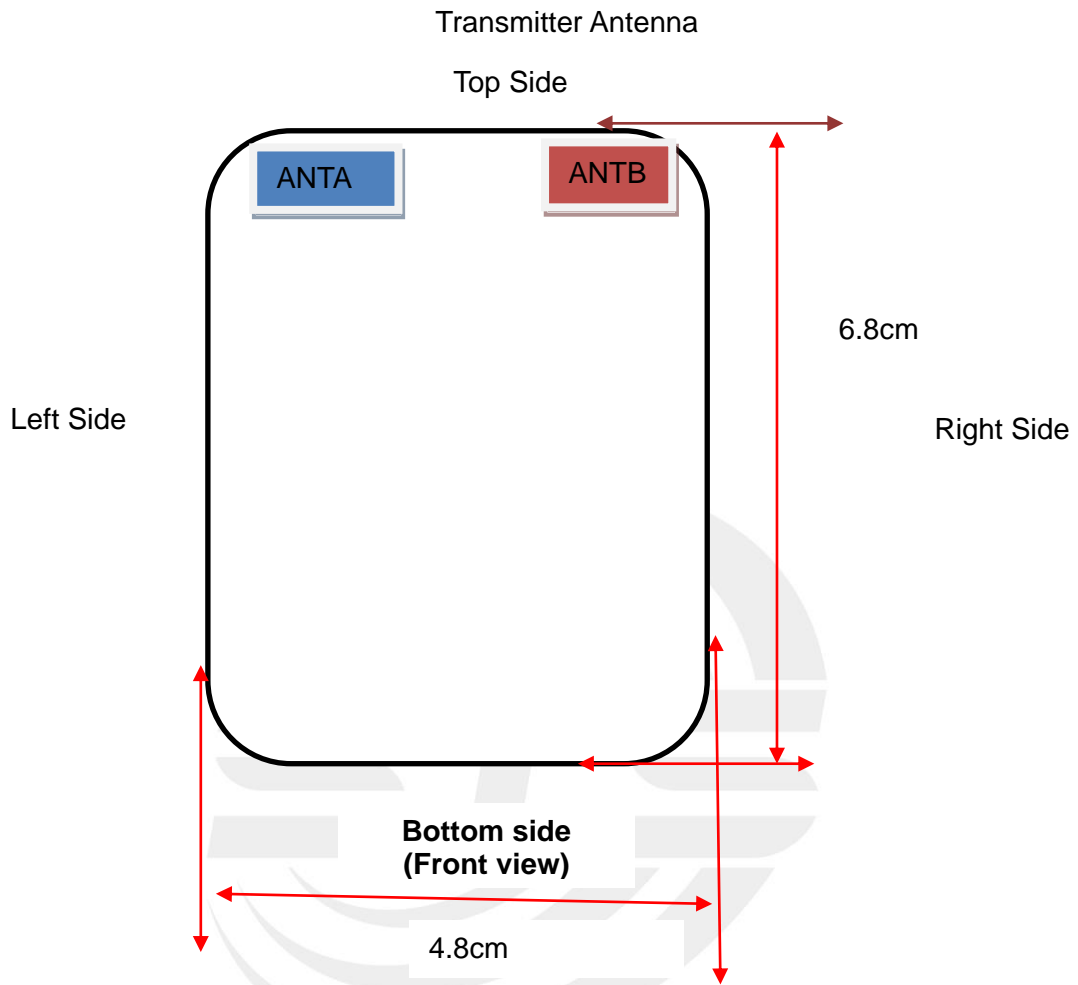 Transmitter Antenna
Top Side
ANTA
ANTB
6.8cm
Left Side
Right Side
Bottom side
(Front view)
4.8cm